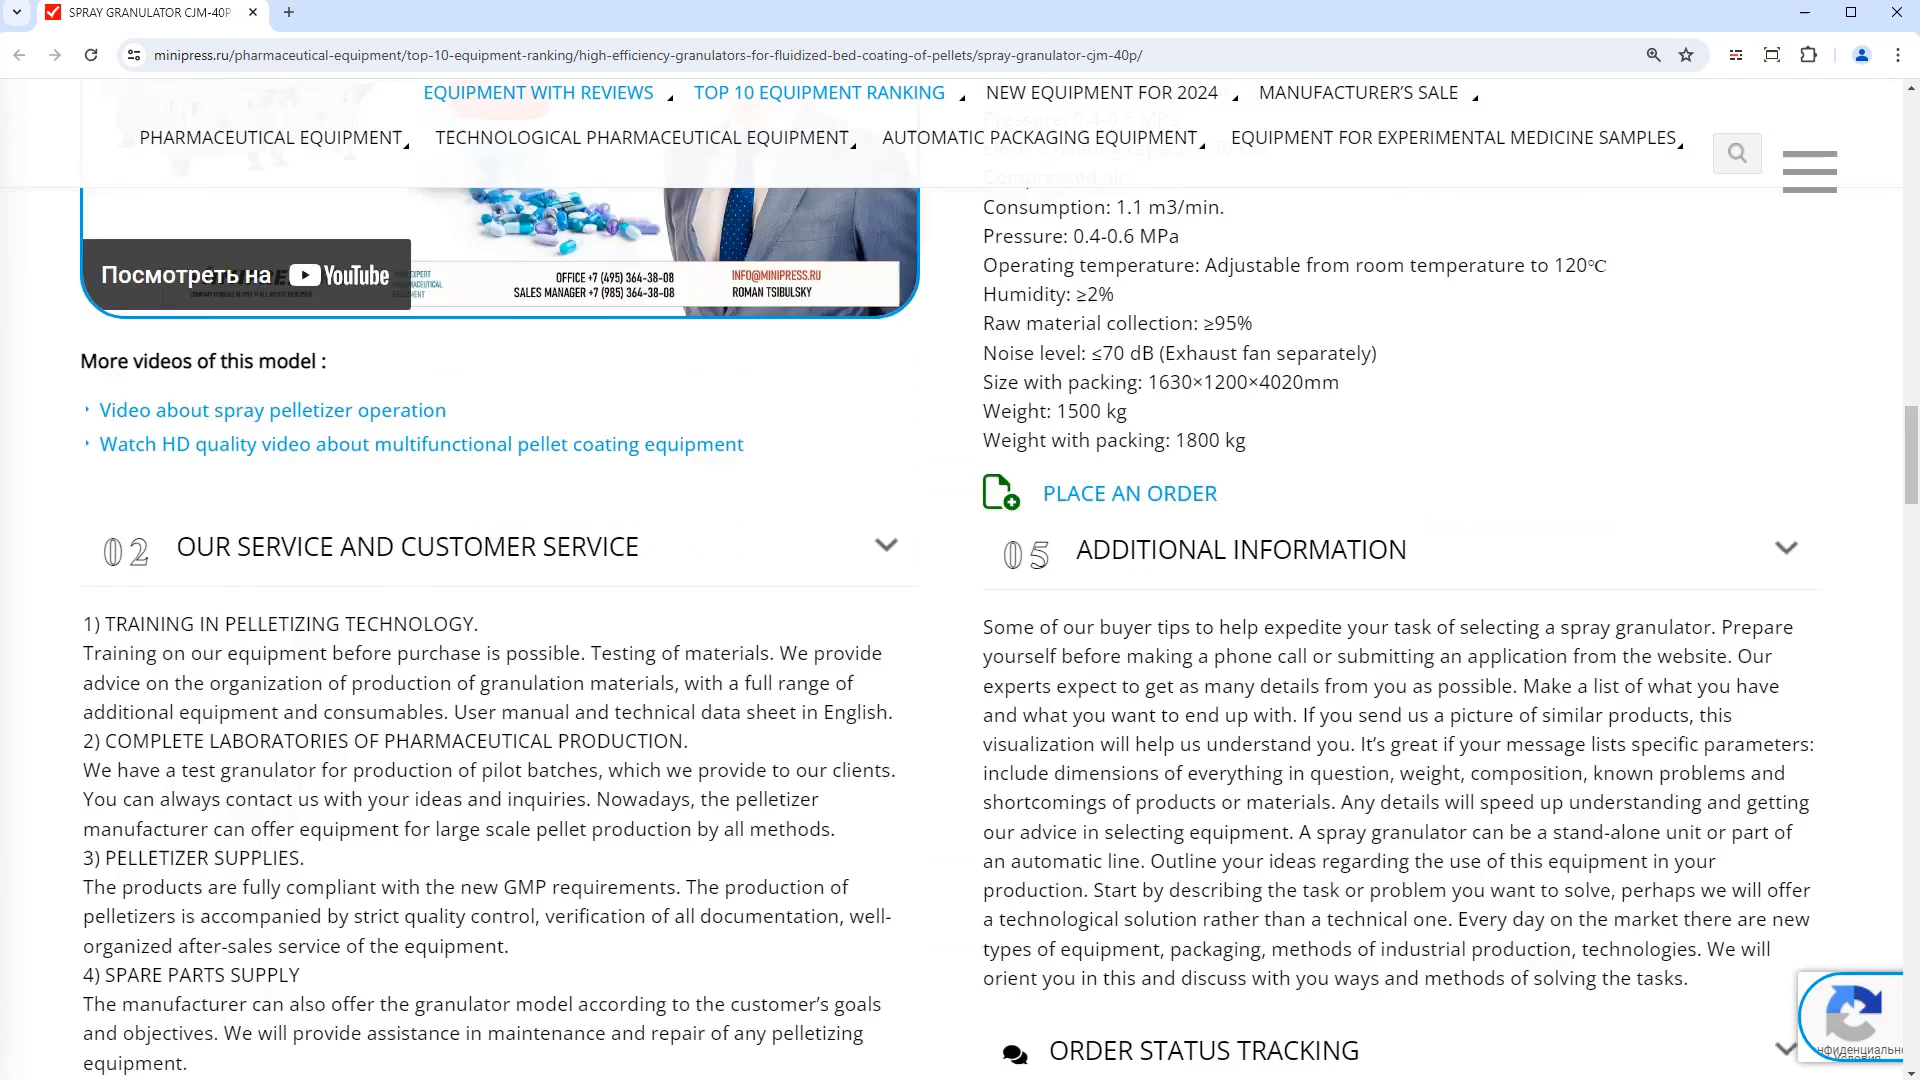 SPRAY GRANULATOR CJM-40P
minipress.ru/pharmaceutical-equipment/top-10-equipment-ranking/high-efficiency-granulators-for-fluidized-bed-coating-of-pellets/spray-granulator-cjm-40p/
EQUIPMENT WITH REVIEWS TOP 10 EQUIPMENT RANKING NEW EQUIPMENT FOR 2024 MANUFACTURER'S SALE
PHARMACEUTICAL EQUIPMENT TECHNOLOGICAL PHARMACEUTICAL EQUIPMENT AUTOMATIC PACKAGING EQUIPMENT EQUIPMENT FOR EXPERIMENTAL MEDICINE SAMPLES
Посмотреть на YouTube
OFFICE +7 (495) 364-38-08
SALES MANAGER +7 (985) 364-38-08
INFO@MINIPRESS.RU
ROMAN TSIBULSKY
More videos of this model :
Video about spray pelletizer operation
Watch HD quality video about multifunctional pellet coating equipment
02 OUR SERVICE AND CUSTOMER SERVICE
1) TRAINING IN PELLETIZING TECHNOLOGY.
Training on our equipment before purchase is possible. Testing of materials. We provide
advice on the organization of production of granulation materials, with a full range of
additional equipment and consumables. User manual and technical data sheet in English.
2) COMPLETE LABORATORIES OF PHARMACEUTICAL PRODUCTION.
We have a test granulator for production of pilot batches, which we provide to our clients.
You can always contact us with your ideas and inquiries. Nowadays, the pelletizer
manufacturer can offer equipment for large scale pellet production by all methods.
3) PELLETIZER SUPPLIES.
The products are fully compliant with the new GMP requirements. The production of
pelletizers is accompanied by strict quality control, verification of all documentation, well-
organized after-sales service of the equipment.
4) SPARE PARTS SUPPLY
The manufacturer can also offer the granulator model according to the customer's goals
and objectives. We will provide assistance in maintenance and repair of any pelletizing
equipment.
Pressure: 0.4-0.6 MPa
Compressed air:
Consumption: 1.1 m3/min.
Pressure: 0.4-0.6 MPa
Operating temperature: Adjustable from room temperature to 120℃
Humidity: ≥2%
Raw material collection: ≥95%
Noise level: ≤70 dB (Exhaust fan separately)
Size with packing: 1630×1200×4020mm
Weight: 1500 kg
Weight with packing: 1800 kg
PLACE AN ORDER
05 ADDITIONAL INFORMATION
Some of our buyer tips to help expedite your task of selecting a spray granulator. Prepare
yourself before making a phone call or submitting an application from the website. Our
experts expect to get as many details from you as possible. Make a list of what you have
and what you want to end up with. If you send us a picture of similar products, this
visualization will help us understand you. It's great if your message lists specific parameters:
include dimensions of everything in question, weight, composition, known problems and
shortcomings of products or materials. Any details will speed up understanding and getting
our advice in selecting equipment. A spray granulator can be a stand-alone unit or part of
an automatic line. Outline your ideas regarding the use of this equipment in your
production. Start by describing the task or problem you want to solve, perhaps we will offer
a technological solution rather than a technical one. Every day on the market there are new
types of equipment, packaging, methods of industrial production, technologies. We will
orient you in this and discuss with you ways and methods of solving the tasks.
ORDER STATUS TRACKING